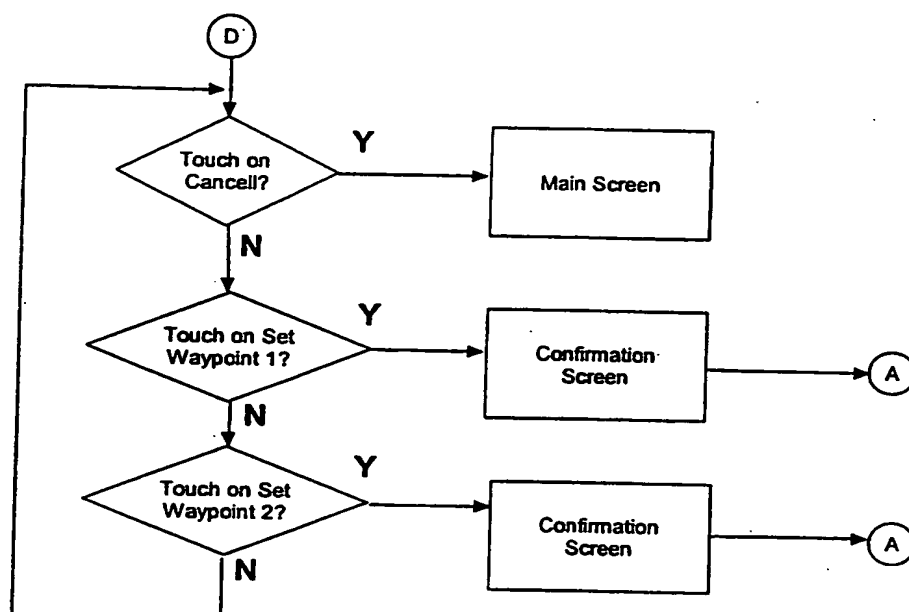 D
Touch on
Cancell?
Y
Main Screen
N
Touch on Set
Waypoint 1?
Y
Confirmation
Screen
A
N
Touch on Set
Waypoint 2?
Y
Confirmation
Screen
A
N